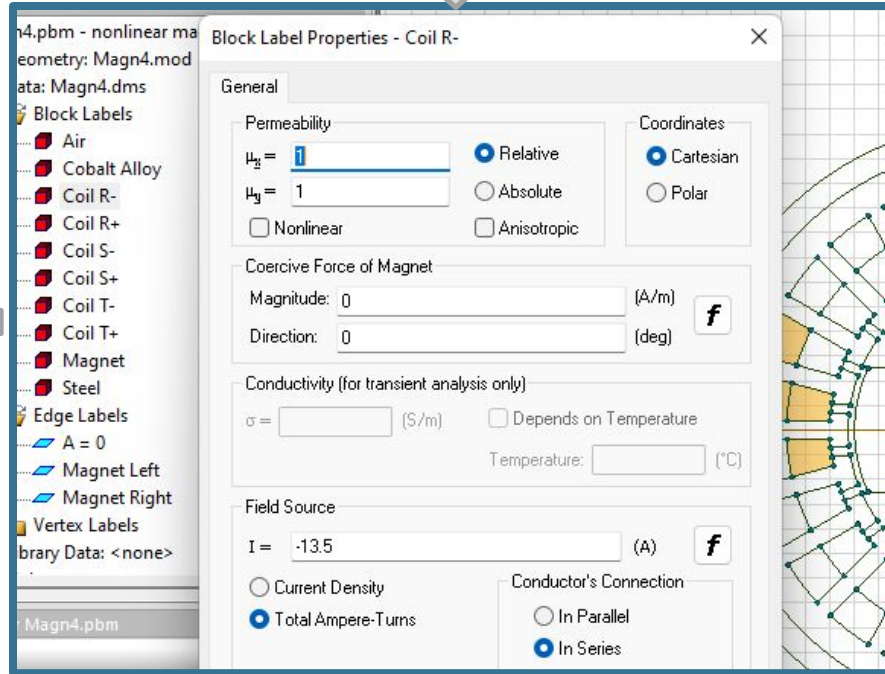 n4.pbm - nonlinear ma
eometry: Magn4.mod
ata: Magn4.dms
Block Labels
Air
Cobalt Alloy
Coil R-
Coil R+
Coil S-
Coil S+
Coil T-
Coil T+
Magnet
Steel
Edge Labels
A = 0
Magnet Left
Magnet Right
Vertex Labels
ibrary Data: <none>
Magn4.pbm
Block Label Properties - Coil R-
General
Permeability
μx = 1
μy = 1
Relative
Absolute
Nonlinear
Anisotropic
Coordinates
Cartesian
Polar
Coercive Force of Magnet
Magnitude: 0 (A/m)
f
Direction: 0 (deg)
Conductivity (for transient analysis only)
σ = (S/m)
Depends on Temperature
Temperature: (°C)
Field Source
I = -13.5 (A)
f
Current Density
Total Ampere-Turns
Conductor's Connection
In Parallel
In Series